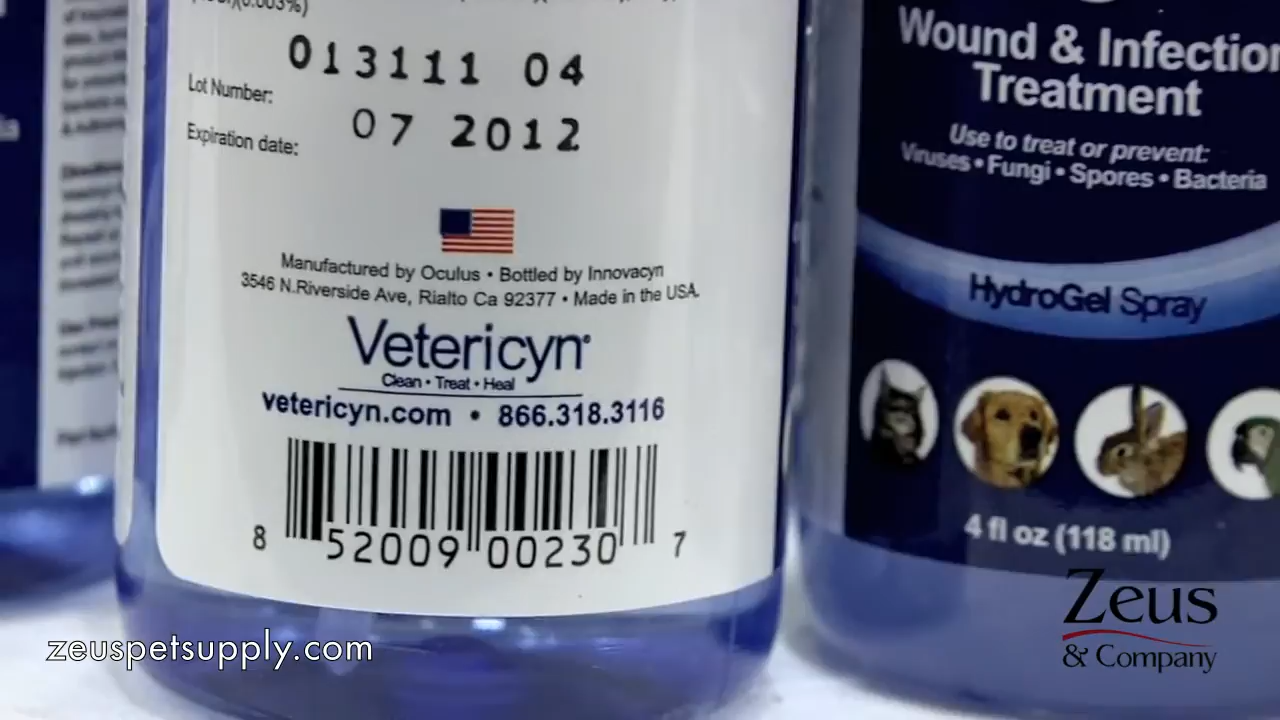 013111 04
Lot Number:
07 2012
Expiration date:
Manufactured by Oculus • Bottled by Innovacyn
3546 N.Riverside Ave, Rialto Ca 92377 • Made in the USA.
Vetericyn®
Clean • Treat • Heal
vetericyn.com • 866.318.3116
8 52009 00230 7
Wound & Infection
Treatment
Use to treat or prevent:
Viruses • Fungi • Spores • Bacteria
HydroGel Spray
4 fl oz (118 ml)
zeuspetsupply.com
Zeus
& Company